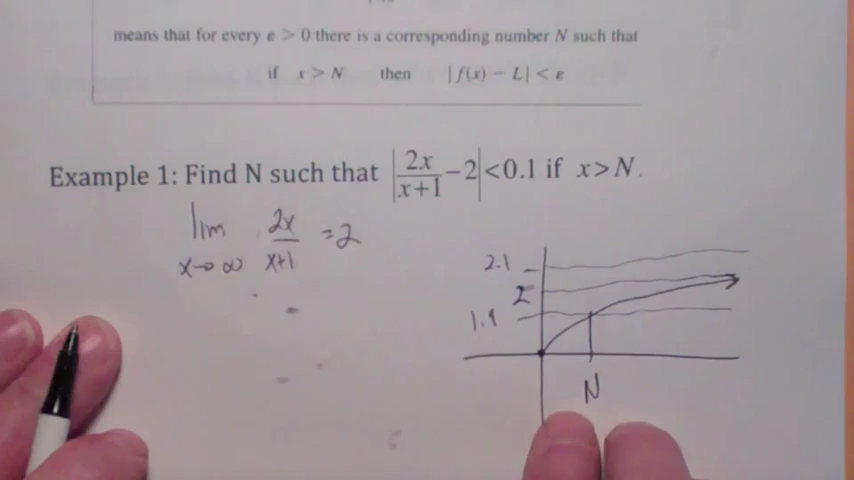 means that for every e > 0 there is a corresponding number N such that
if x > N then |f(x) − L| < e
Example 1: Find N such that |2x/(x+1) − 2| < 0.1 if x > N.
lim x→∞ 2x/(x+1) = 2
2.1
2
1.9
N